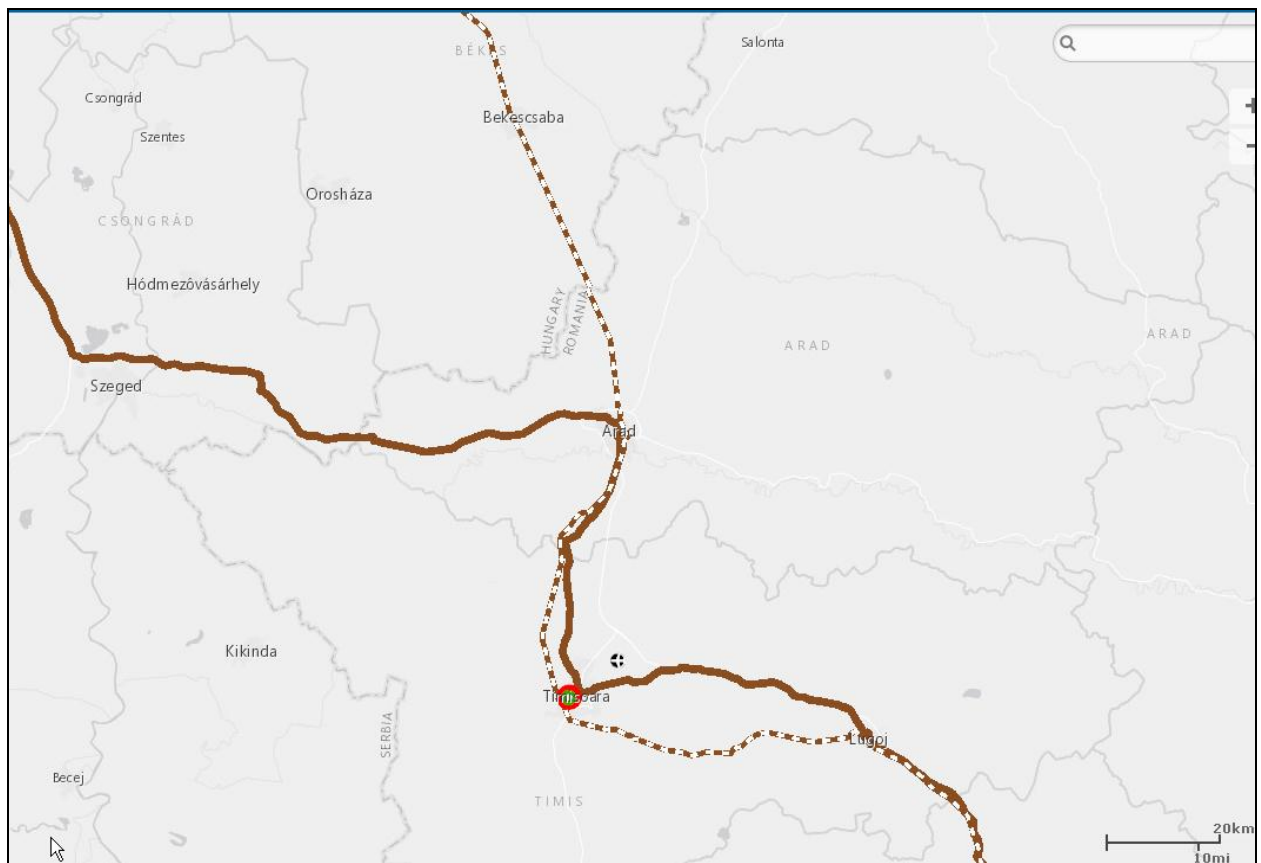 BÉKÉS
Salonta
Csongrád
Bekescsaba
Szentes
Orosháza
CSONGRÁD
Hódmezôvásárhely
HUNGARY
ROMANIA
ARAD
ARAD
Szeged
Arad
Kikinda
Timisoara
SERBIA
Lugoj
Becej
TIMIS
20km
10mi